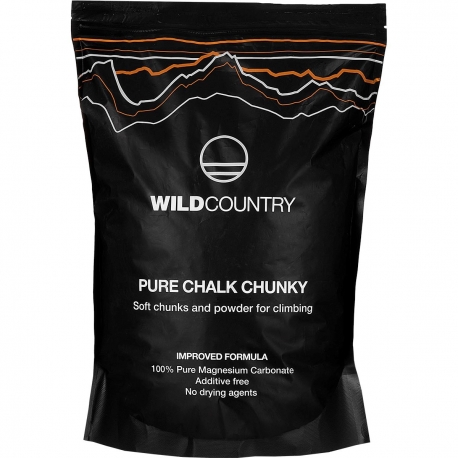 WILDCOUNTRY
PURE CHALK CHUNKY
Soft chunks and powder for climbing
IMPROVED FORMULA
100% Pure Magnesium Carbonate
Additive free
No drying agents